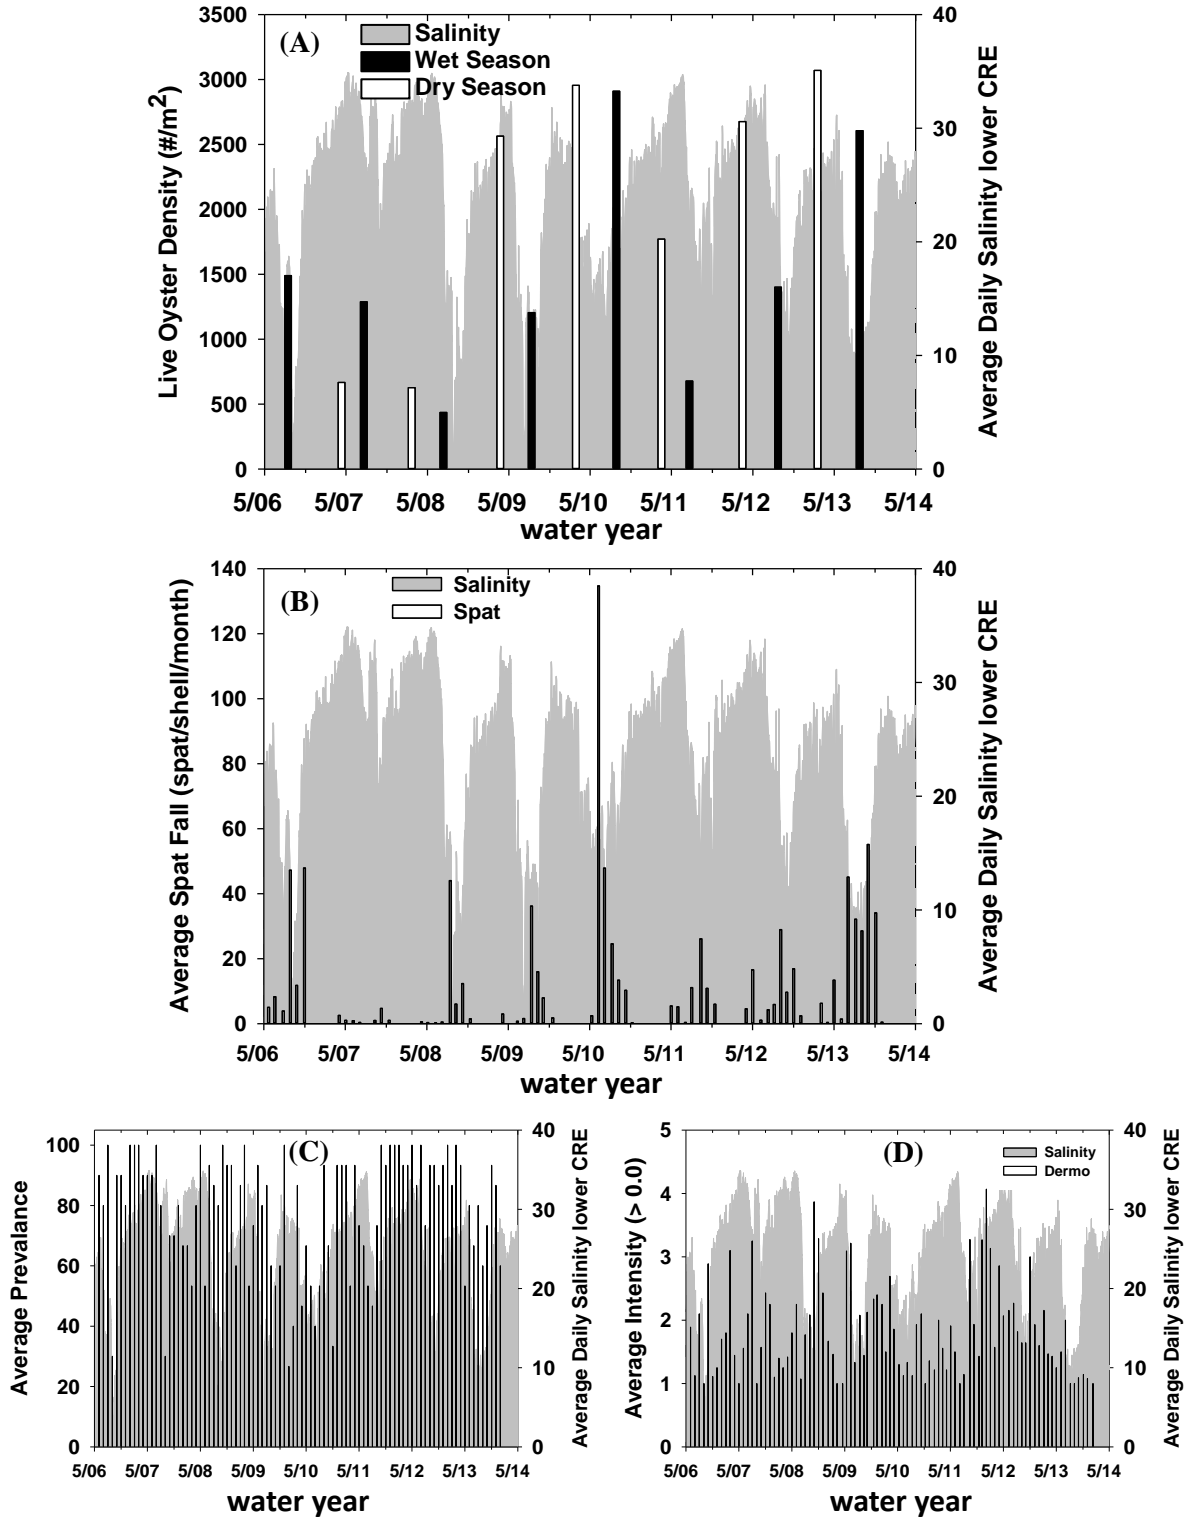 (A)
Salinity
Wet Season
Dry Season
Live Oyster Density (#/m2)
3500
3000
2500
2000
1500
1000
500
0
40
30
20
10
0
Average Daily Salinity lower CRE
5/06 5/07 5/08 5/09 5/10 5/11 5/12 5/13 5/14
water year
(B)
Salinity
Spat
Average Spat Fall (spat/shell/month)
140
120
100
80
60
40
20
0
40
30
20
10
0
Average Daily Salinity lower CRE
5/06 5/07 5/08 5/09 5/10 5/11 5/12 5/13 5/14
water year
(C)
Average Prevalance
100
80
60
40
20
0
40
30
20
10
0
Average Daily Salinity lower CRE
5/06 5/07 5/08 5/09 5/10 5/11 5/12 5/13 5/14
water year
(D)
Salinity
Dermo
Average Intensity (> 0.0)
5
4
3
2
1
0
40
30
20
10
0
Average Daily Salinity lower CRE
5/06 5/07 5/08 5/09 5/10 5/11 5/12 5/13 5/14
water year